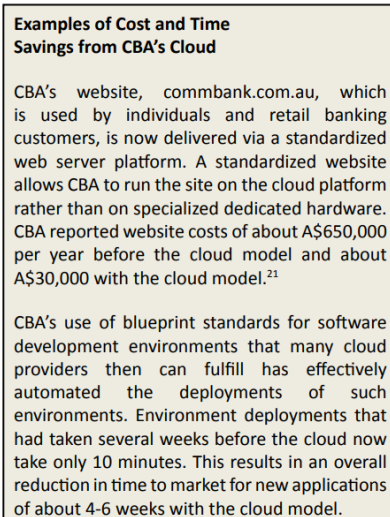 Examples of Cost and Time
Savings from CBA's Cloud
CBA's website, commbank.com.au, which
is used by individuals and retail banking
customers, is now delivered via a standardized
web server platform. A standardized website
allows CBA to run the site on the cloud platform
rather than on specialized dedicated hardware.
CBA reported website costs of about A$650,000
per year before the cloud model and about
A$30,000 with the cloud model.²¹
CBA's use of blueprint standards for software
development environments that many cloud
providers then can fulfill has effectively
automated the deployments of such
environments. Environment deployments that
had taken several weeks before the cloud now
take only 10 minutes. This results in an overall
reduction in time to market for new applications
of about 4-6 weeks with the cloud model.